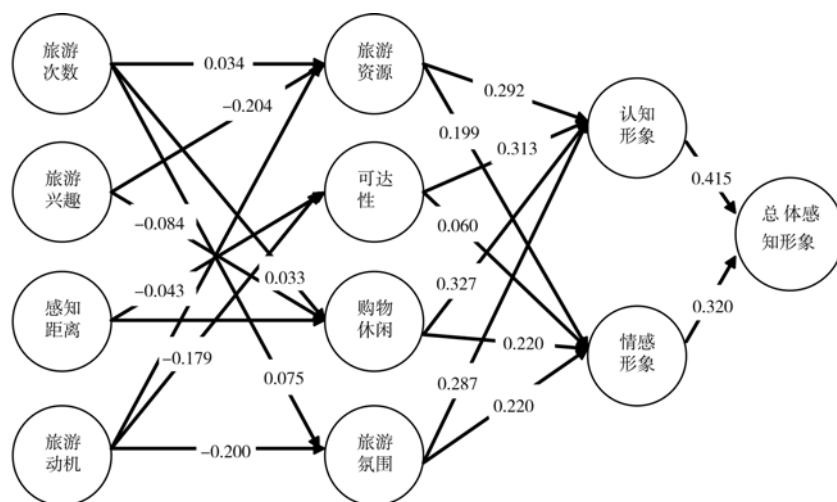 旅游
次数
旅游
资源
旅游
兴趣
可达
性
感知
距离
购物
休闲
旅游
动机
旅游
氛围
认知
形象
情感
形象
总体感
知形象
0.034
-0.204
-0.084
-0.043
0.033
-0.179
0.075
-0.200
0.292
0.199
0.313
0.060
0.327
0.220
0.287
0.220
0.415
0.320